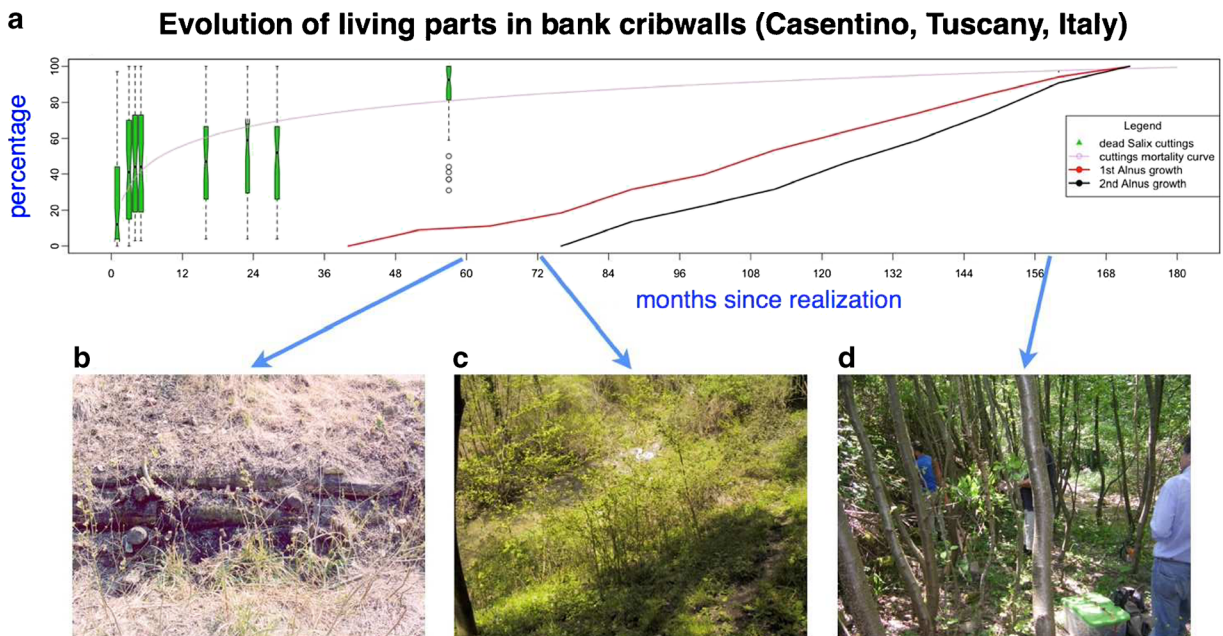 a
Evolution of living parts in bank cribwalls (Casentino, Tuscany, Italy)
percentage
100
80
60
40
20
0
0 12 24 36 48 60 72 84 96 108 120 132 144 156 168 180
months since realization
Legend
dead Salix cuttings
cuttings mortality curve
1st Alnus growth
2nd Alnus growth
b
c
d